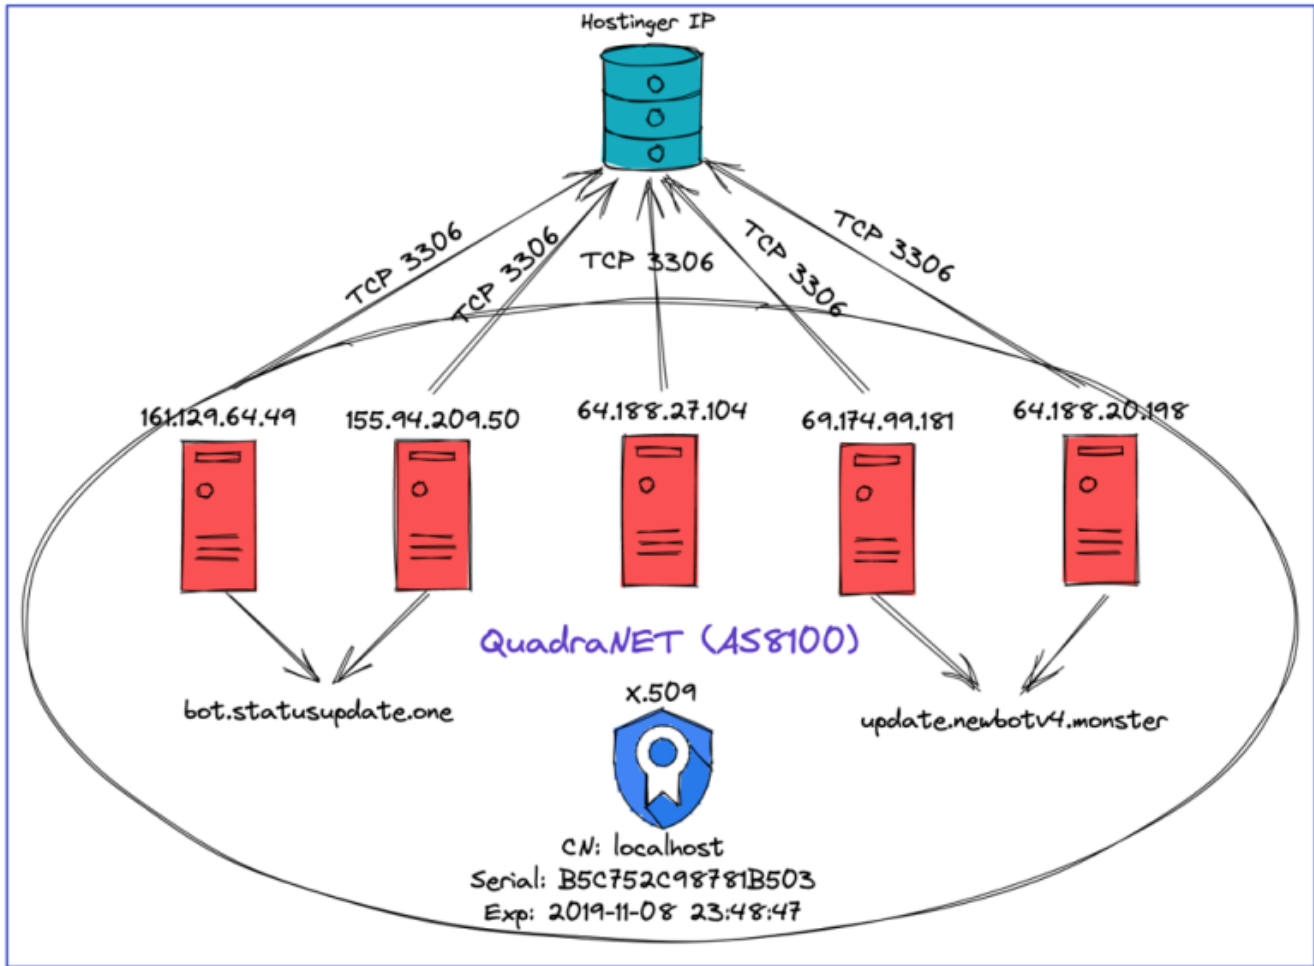 Hostinger IP
TCP 3306
TCP 3306
TCP 3306
TCP 3306
TCP 3306
161.129.64.49
155.94.209.50
64.188.27.104
69.174.99.181
64.188.20.198
QuadraNET (AS8100)
bot.statusupdate.one
X.509
update.newbotv4.monster
CN: localhost
Serial: B5C752C98781B503
Exp: 2019-11-08 23:48:47